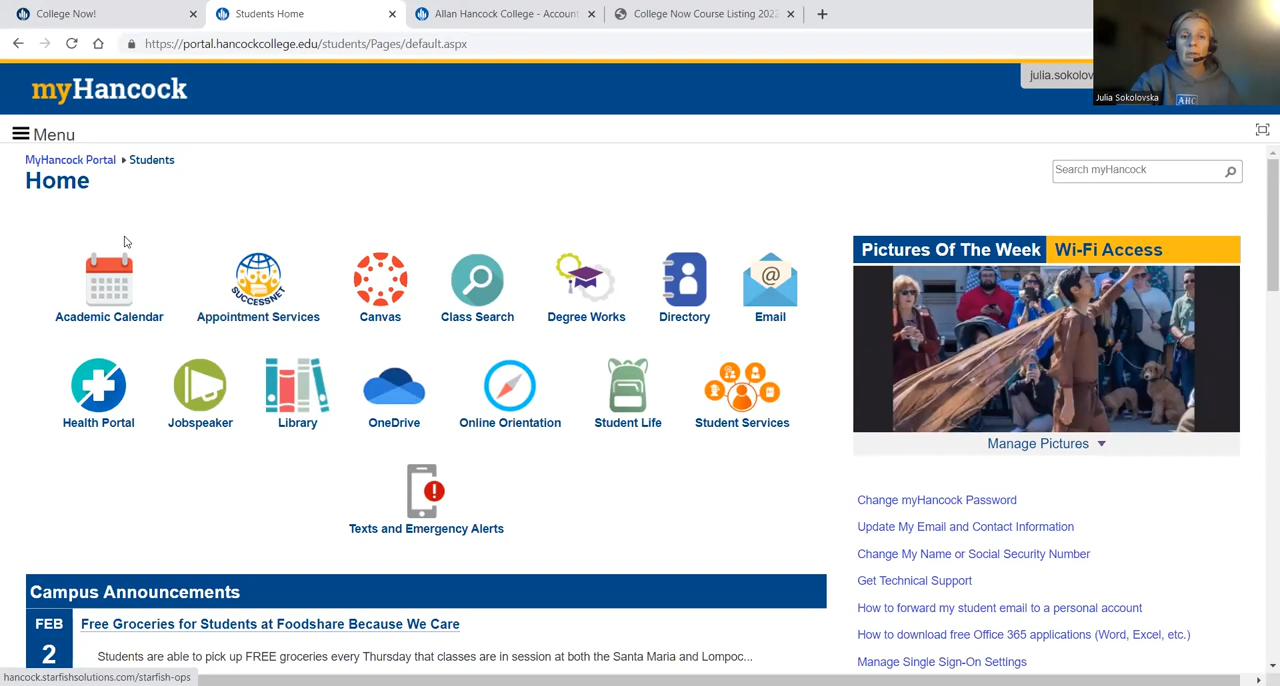 College Now!
Students Home
Allan Hancock College - Account
College Now Course Listing 2022
https://portal.hancockcollege.edu/students/Pages/default.aspx
myHancock
julia.sokolov
Julia Sokolovska
AHC
Menu
MyHancock Portal Students
Home
Search myHancock
Academic Calendar
SUCCESSNET
Appointment Services
Canvas
Class Search
Degree Works
Directory
@
Email
Health Portal
Jobspeaker
Library
OneDrive
Online Orientation
Student Life
Student Services
Texts and Emergency Alerts
Pictures Of The Week
Wi-Fi Access
Manage Pictures
Change myHancock Password
Update My Email and Contact Information
Change My Name or Social Security Number
Get Technical Support
How to forward my student email to a personal account
How to download free Office 365 applications (Word, Excel, etc.)
Manage Single Sign-On Settings
Campus Announcements
FEB
2
Free Groceries for Students at Foodshare Because We Care
Students are able to pick up FREE groceries every Thursday that classes are in session at both the Santa Maria and Lompoc...
hancock.starfishsolutions.com/starfish-ops